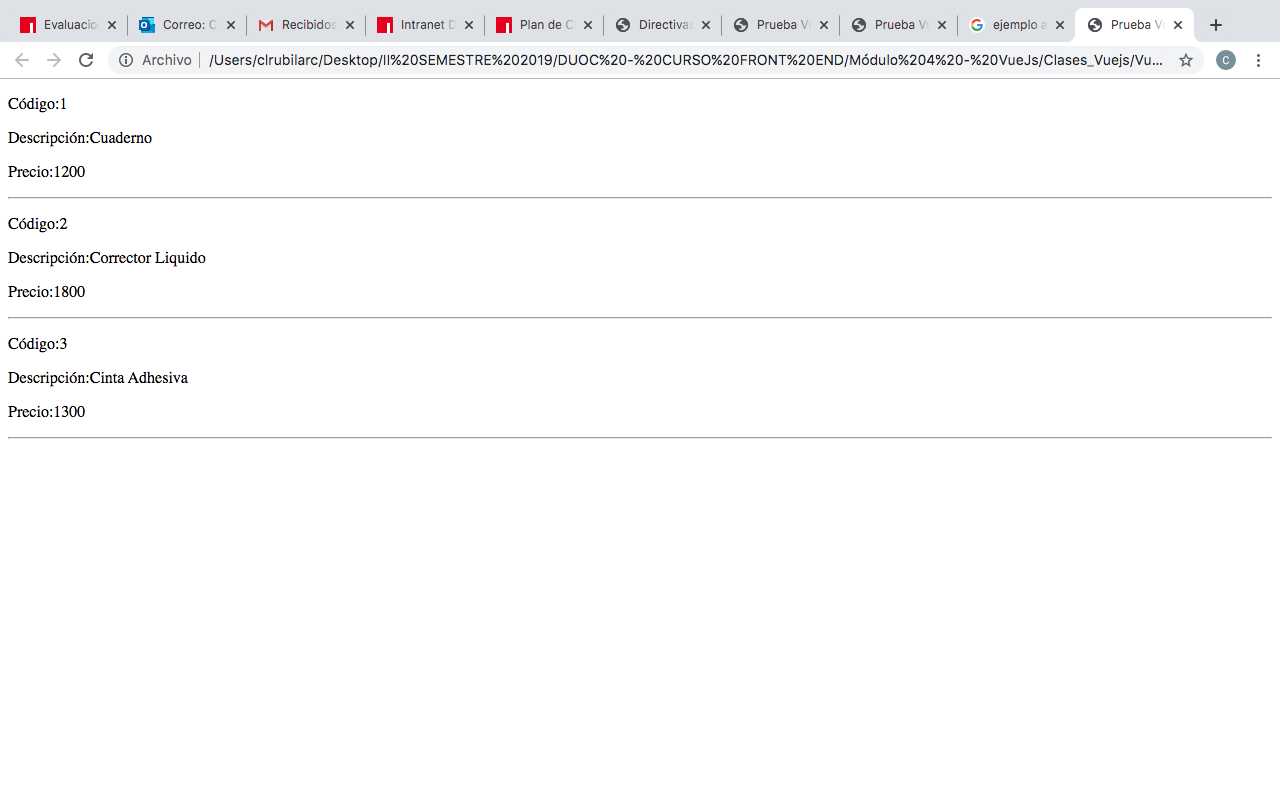 Evaluacio
Correo: C
Recibidos
Intranet D
Plan de C
Directivas
Prueba V
Prueba V
ejemplo a
Prueba V
Archivo
/Users/clrubilarc/Desktop/II%20SEMESTRE%202019/DUOC%20-%20CURSO%20FRONT%20END/Módulo%204%20-%20VueJs/Clases_Vuejs/Vu...
C
Código:1
Descripción:Cuaderno
Precio:1200
Código:2
Descripción:Corrector Liquido
Precio:1800
Código:3
Descripción:Cinta Adhesiva
Precio:1300